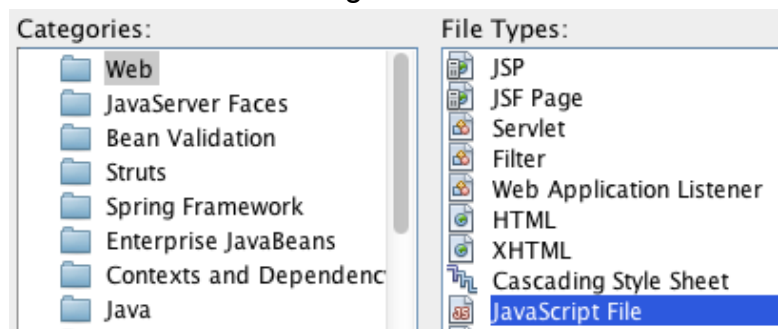 Categories:
Web
JavaServer Faces
Bean Validation
Struts
Spring Framework
Enterprise JavaBeans
Contexts and Dependenc
Java
File Types:
JSP
JSF Page
Servlet
Filter
Web Application Listener
HTML
XHTML
Cascading Style Sheet
JavaScript File